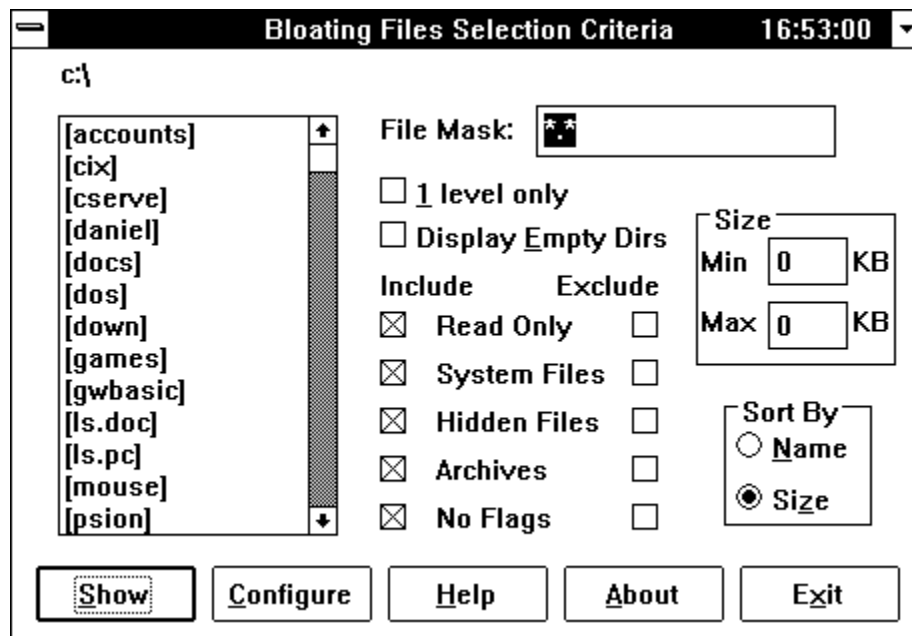 Bloating Files Selection Criteria 16:53:00
c:\
[accounts]
[cix]
[cserve]
[daniel]
[docs]
[dos]
[down]
[games]
[gwbasic]
[ls.doc]
[ls.pc]
[mouse]
[psion]
File Mask: *.*
1 level only
Display Empty Dirs
Include Exclude
Read Only
System Files
Hidden Files
Archives
No Flags
Size
Min 0 KB
Max 0 KB
Sort By
Name
Size
Show Configure Help About Exit